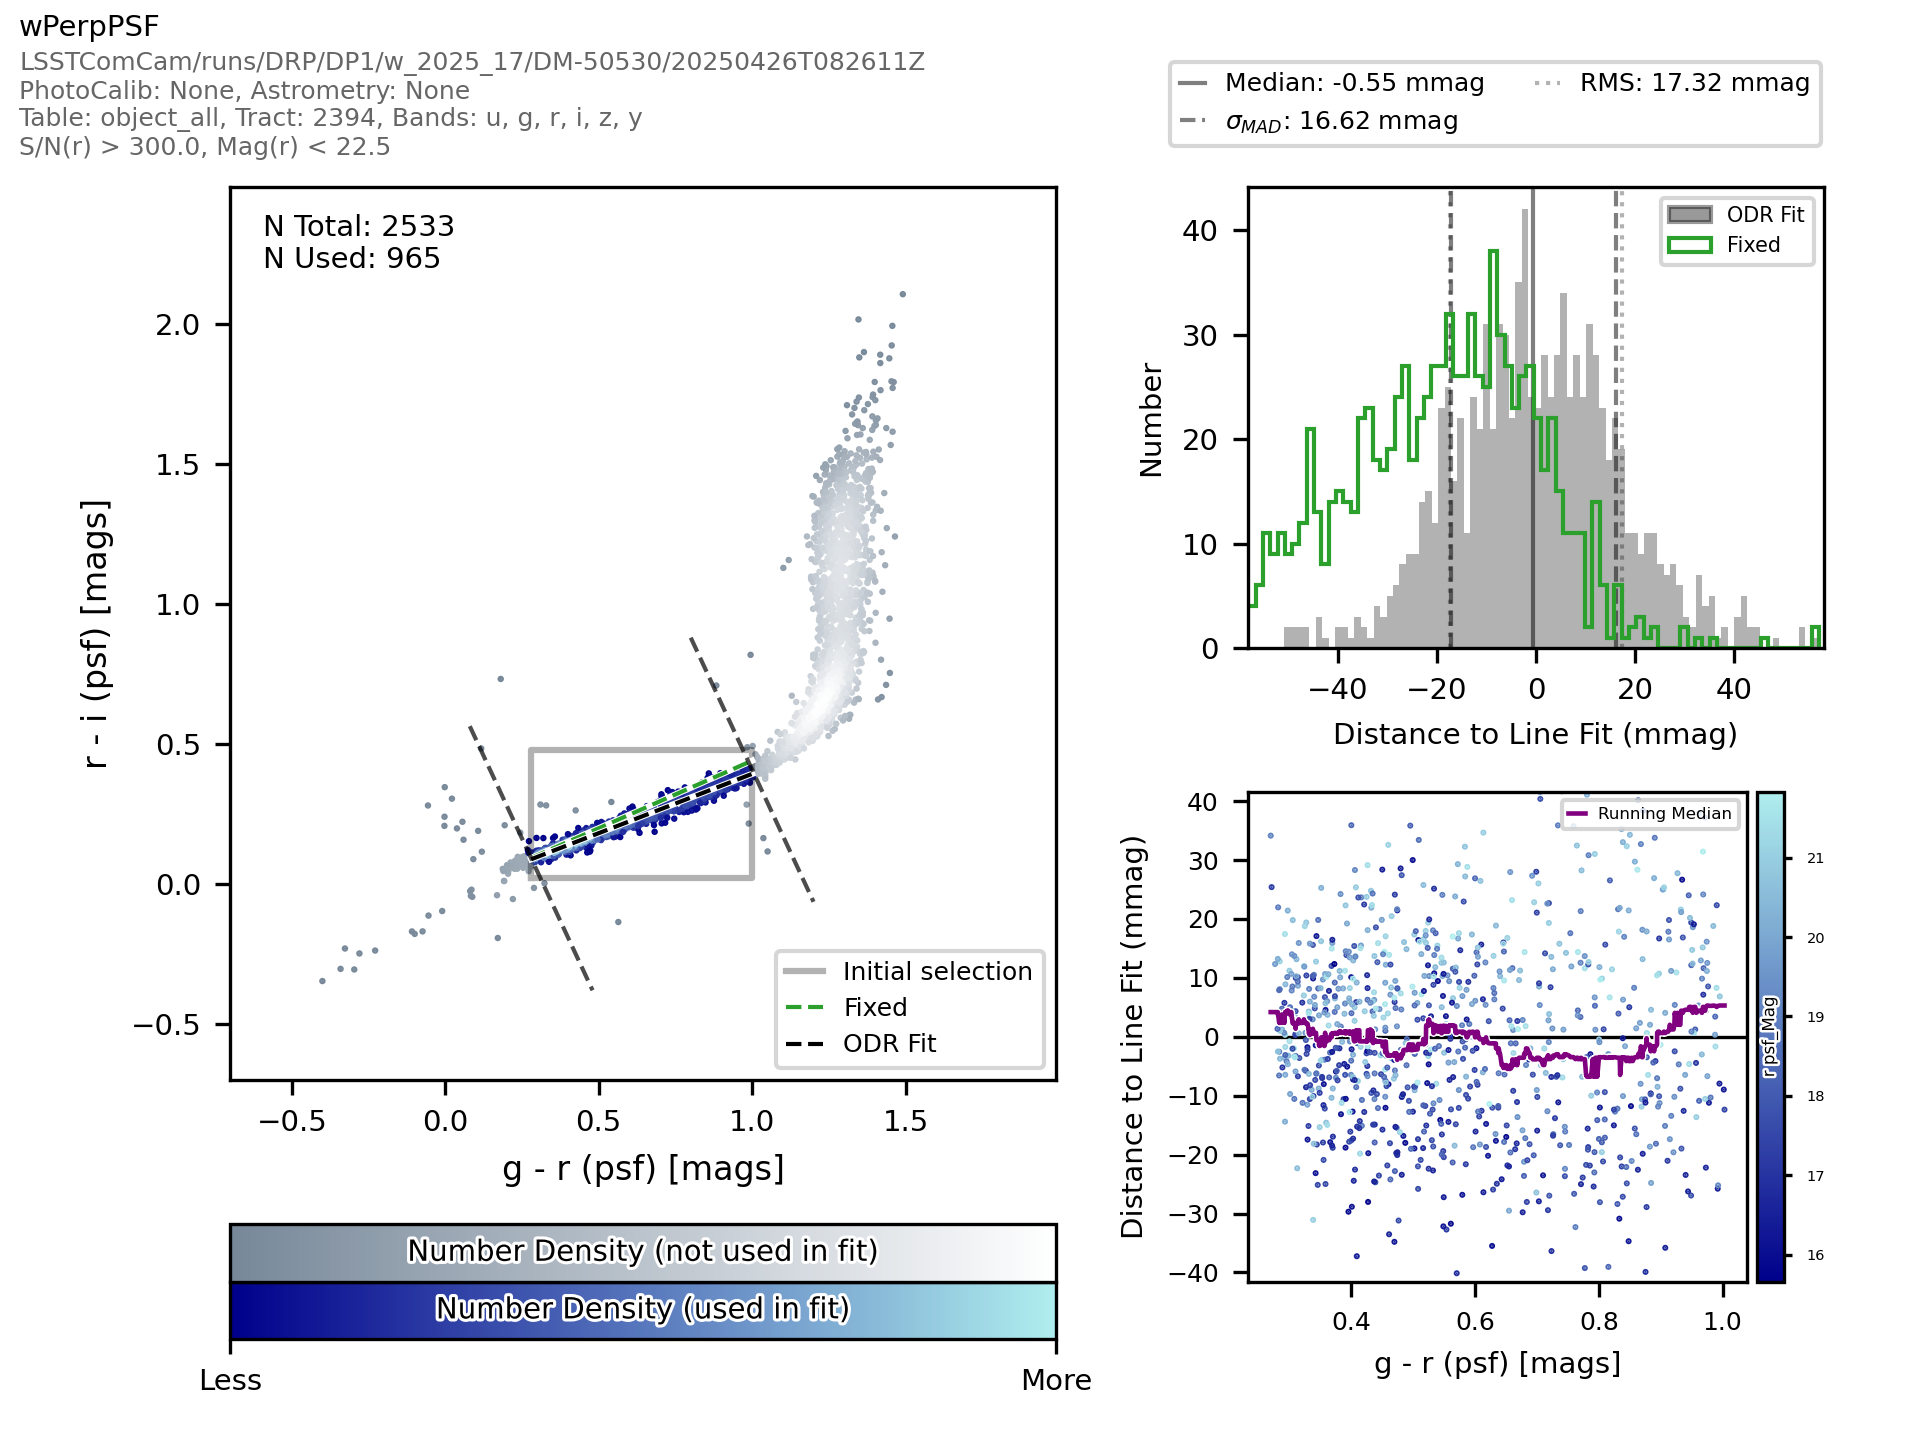 wPerpPSF
LSSTComCam/runs/DRP/DP1/w_2025_17/DM-50530/20250426T082611Z
PhotoCalib: None, Astrometry: None
Table: object_all, Tract: 2394, Bands: u, g, r, i, z, y
S/N(r) > 300.0, Mag(r) < 22.5
Median: -0.55 mmag
RMS: 17.32 mmag
σMAD: 16.62 mmag
N Total: 2533
N Used: 965
2.0
1.5
1.0
0.5
0.0
−0.5
r - i (psf) [mags]
Initial selection
Fixed
ODR Fit
−0.5
0.0
0.5
1.0
1.5
g - r (psf) [mags]
Number Density (not used in fit)
Number Density (used in fit)
Less
More
ODR Fit
Fixed
40
30
20
10
0
Number
−40
−20
0
20
40
Distance to Line Fit (mmag)
Running Median
40
30
20
10
0
−10
−20
−30
−40
Distance to Line Fit (mmag)
0.4
0.6
0.8
1.0
g - r (psf) [mags]
21
20
19
18
17
16
r psf_Mag